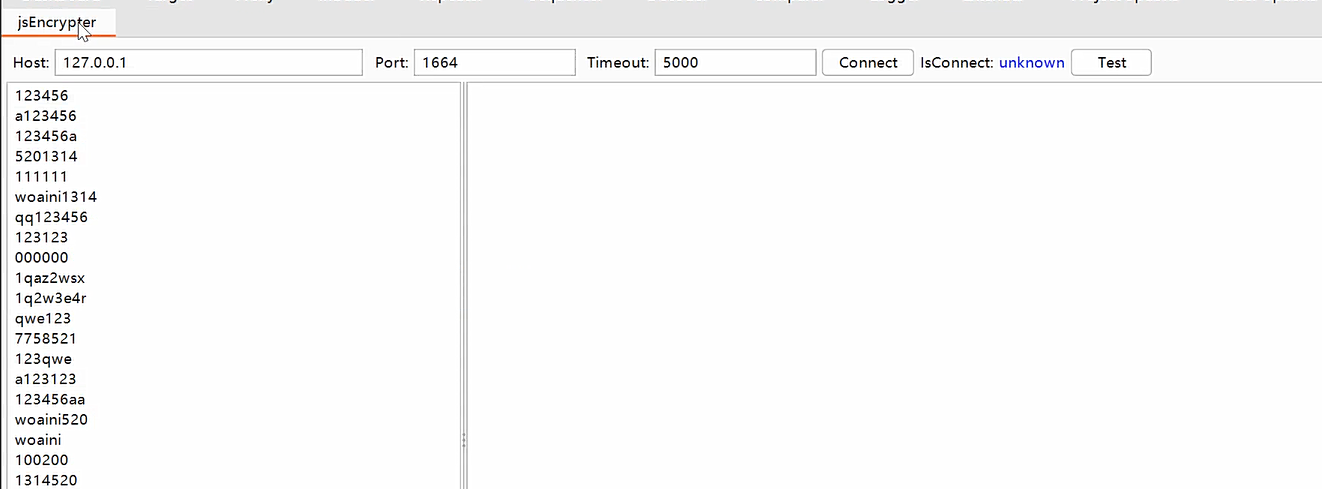 jsEncrypter
Host: 127.0.0.1 Port: 1664 Timeout: 5000 Connect IsConnect: unknown Test
123456
a123456
123456a
5201314
111111
woaini1314
qq123456
123123
000000
1qaz2wsx
1q2w3e4r
qwe123
7758521
123qwe
a123123
123456aa
woaini520
woaini
100200
1314520